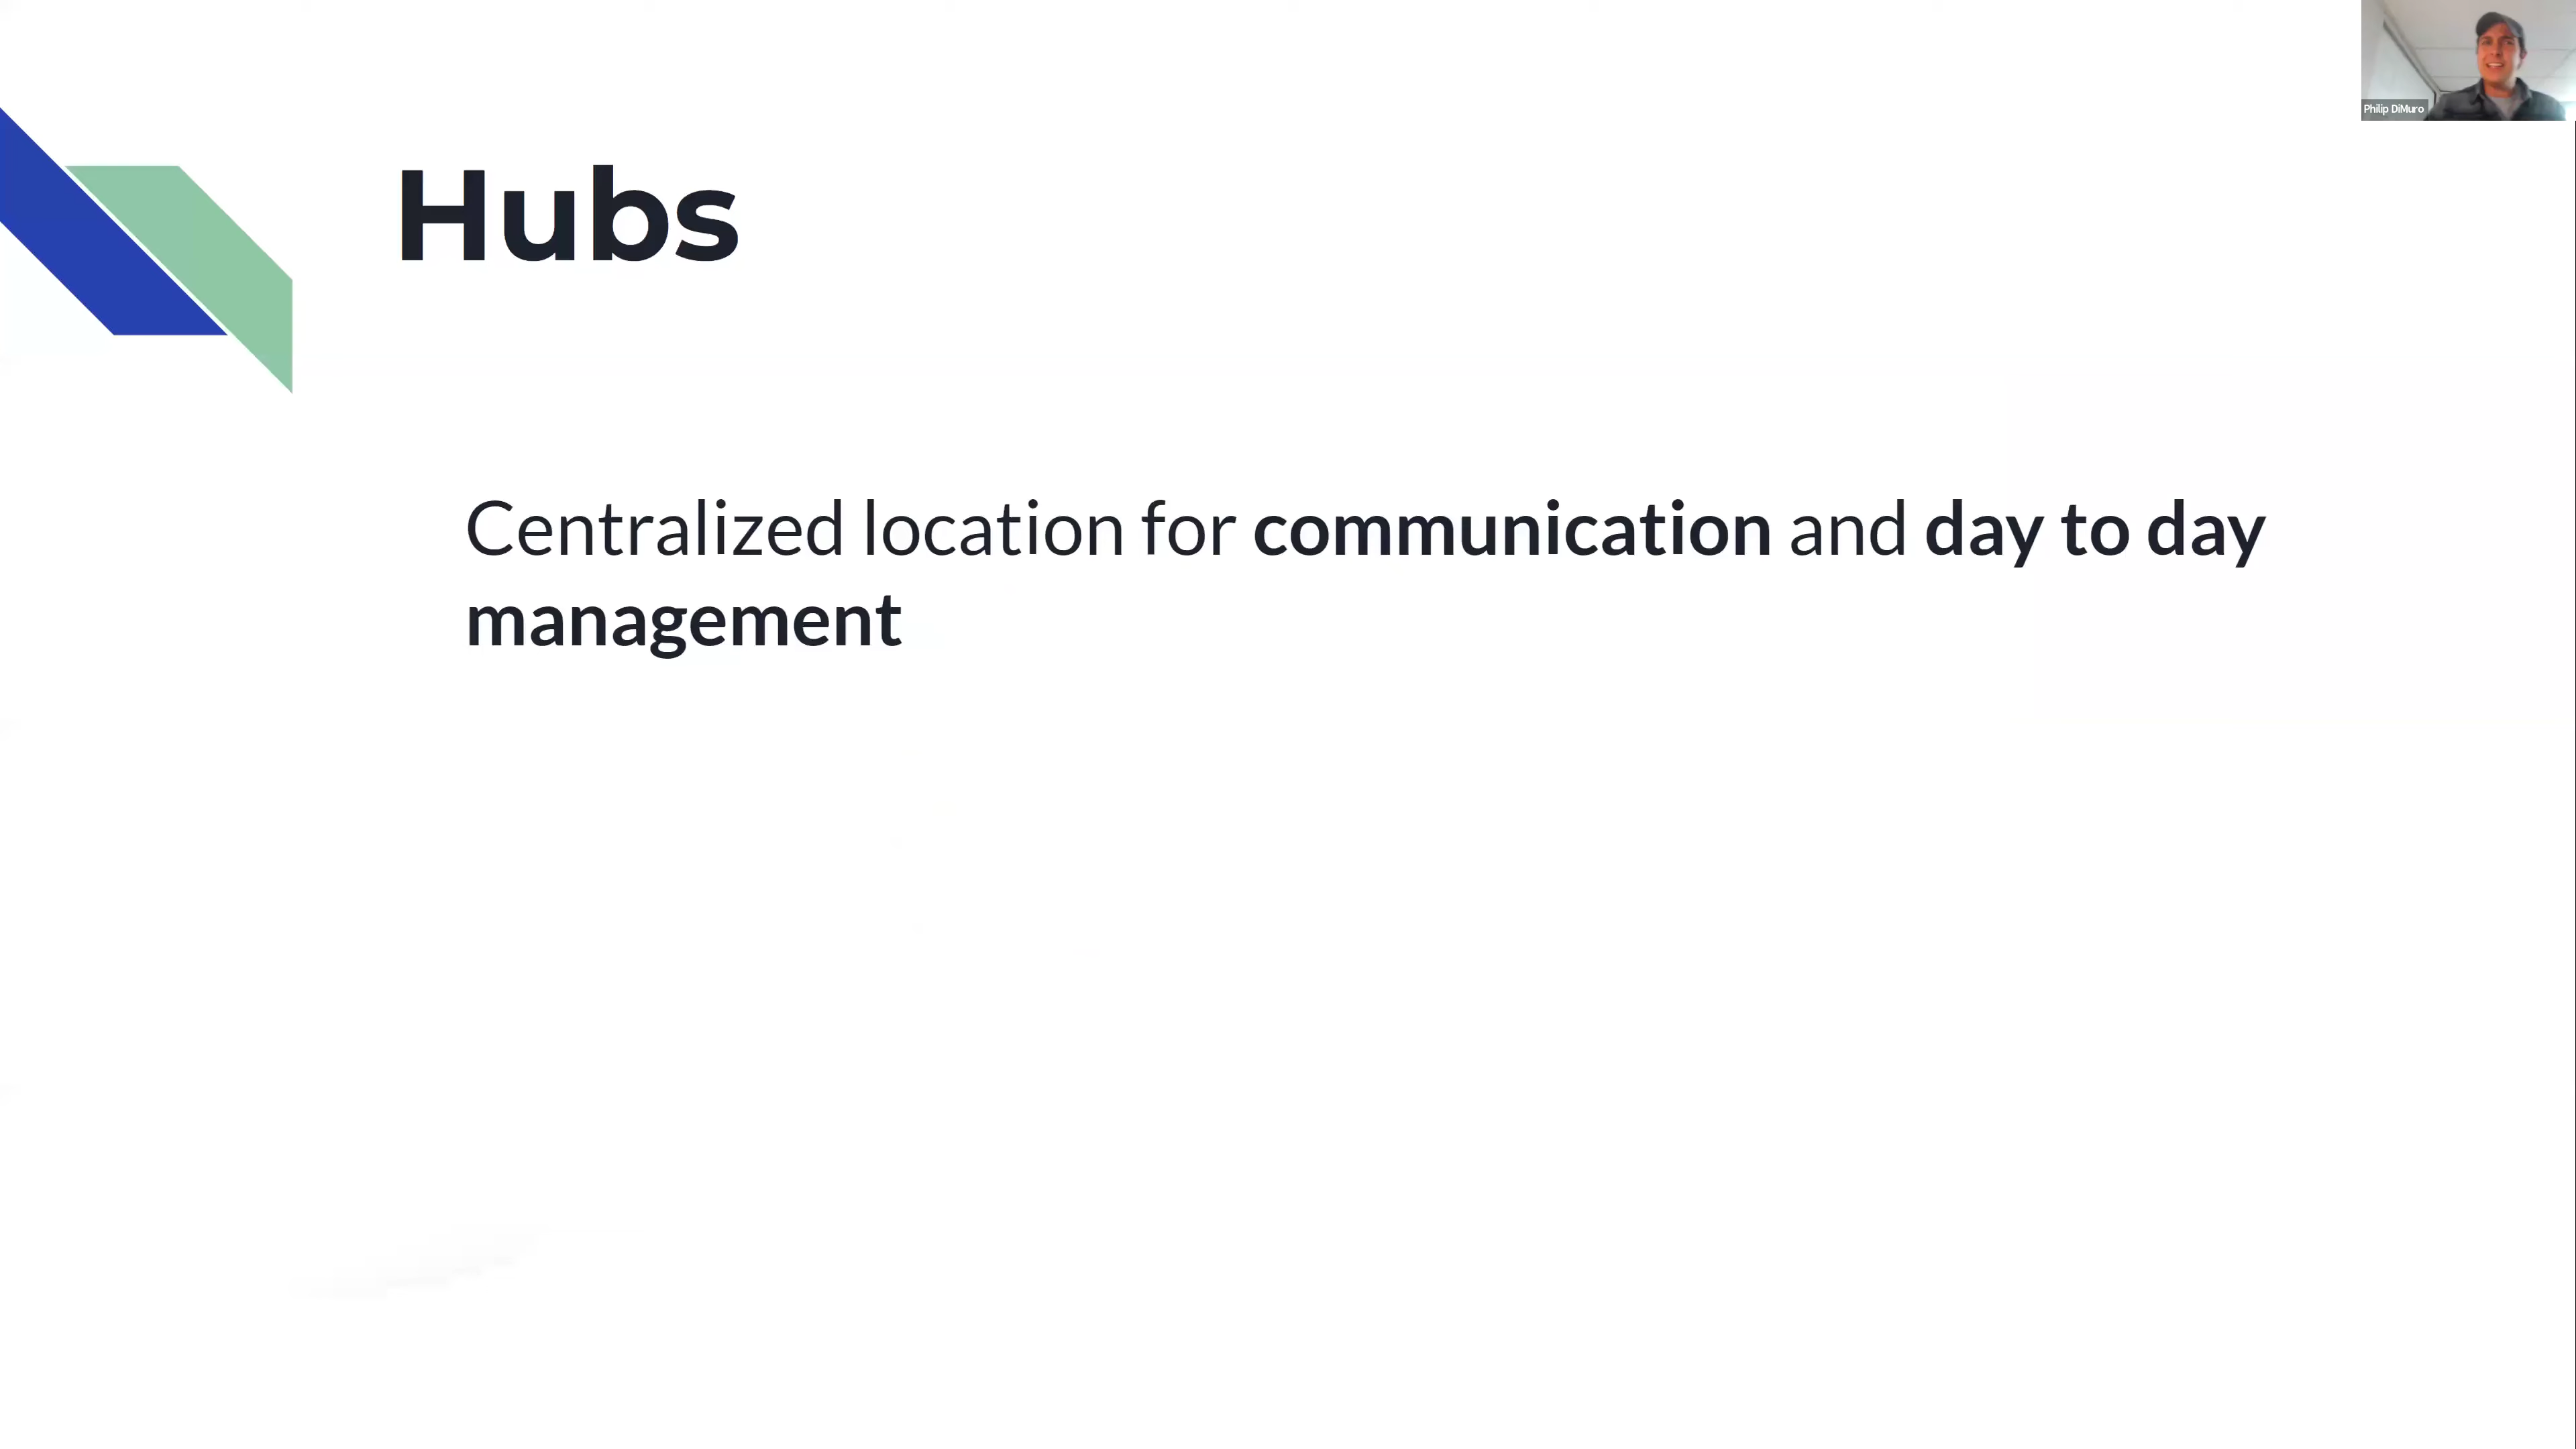 Philip DiMuro
Hubs
Centralized location for communication and day to day
management